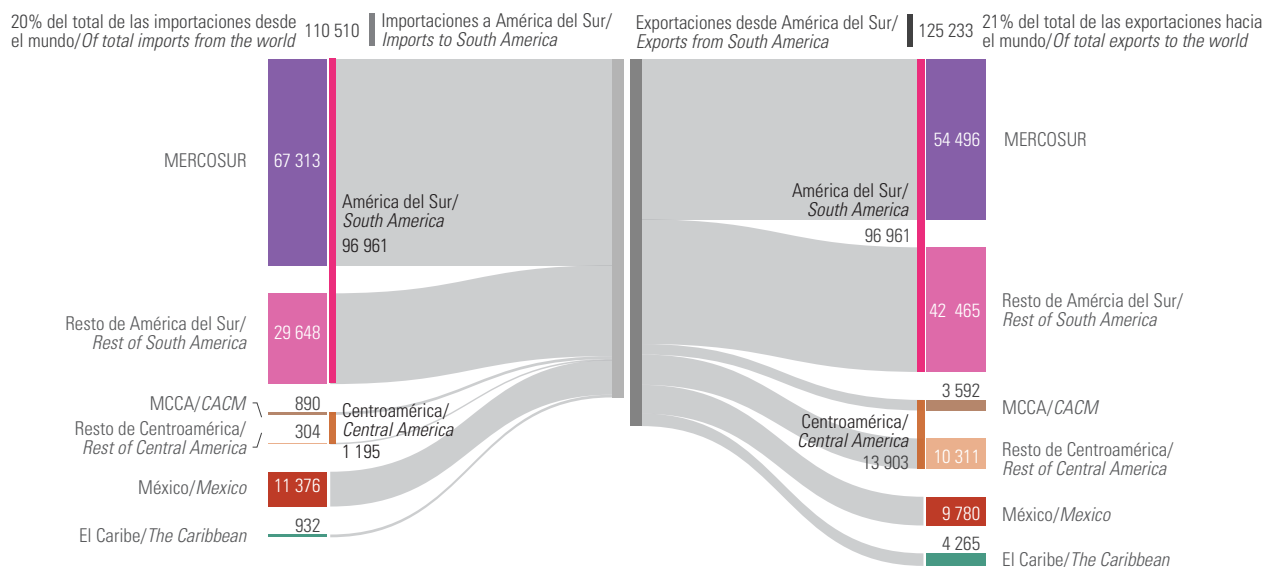 20% del total de las importaciones desde
el mundo/Of total imports from the world
110 510
Importaciones a América del Sur/
Imports to South America
MERCOSUR
67 313
América del Sur/
South America
96 961
Resto de América del Sur/
Rest of South America
29 648
MCCA/CACM
890
Resto de Centroamérica/
Rest of Central America
304
Centroamérica/
Central America
1 195
México/Mexico
11 376
El Caribe/The Caribbean
932
Exportaciones desde América del Sur/
Exports from South America
125 233
21% del total de las exportaciones hacia
el mundo/Of total exports to the world
54 496
MERCOSUR
América del Sur/
South America
96 961
42 465
Resto de Amércia del Sur/
Rest of South America
3 592
MCCA/CACM
Centroamérica/
Central America
13 903
10 311
Resto de Centroamérica/
Rest of Central America
9 780
México/Mexico
4 265
El Caribe/The Caribbean